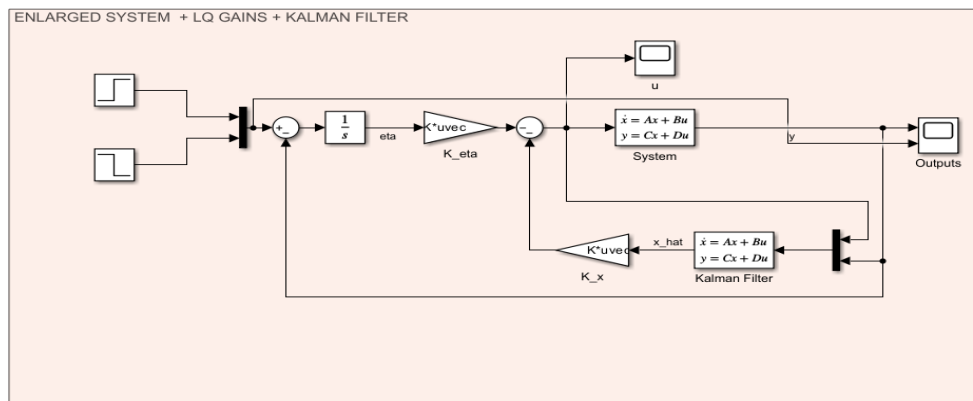 ENLARGED SYSTEM + LQ GAINS + KALMAN FILTER
u
+
-
1
s
eta
K*uvec
K_eta
-
-
ẋ = Ax + Bu
y = Cx + Du
System
y
Outputs
K*uvec
K_x
x_hat
ẋ = Ax + Bu
y = Cx + Du
Kalman Filter